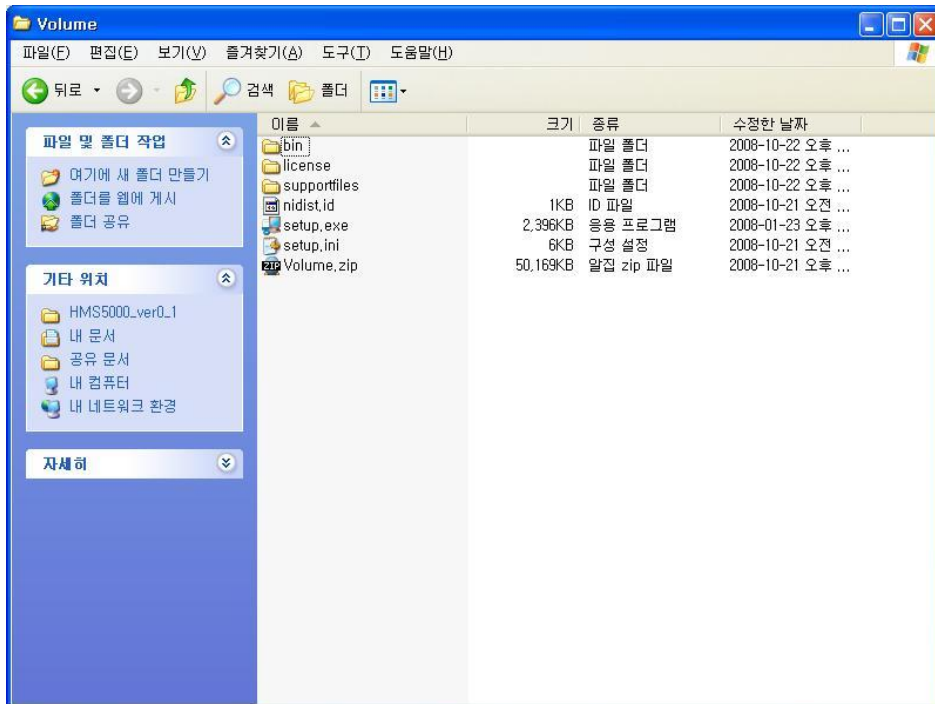 Volume
파일(F) 편집(E) 보기(V) 즐겨찾기(A) 도구(T) 도움말(H)
뒤로 검색 폴더
파일 및 폴더 작업
여기에 새 폴더 만들기
폴더를 웹에 게시
폴더 공유
기타 위치
HMS5000_ver0_1
내 문서
공유 문서
내 컴퓨터
내 네트워크 환경
자세히
이름 크기 종류 수정한 날짜
bin 파일 폴더 2008-10-22 오후 ...
license 파일 폴더 2008-10-22 오후 ...
supportfiles 파일 폴더 2008-10-22 오후 ...
nidist.id 1KB ID 파일 2008-10-21 오전 ...
setup.exe 2,396KB 응용 프로그램 2008-01-23 오후 ...
setup.ini 6KB 구성 설정 2008-10-21 오전 ...
ZIP Volume.zip 50,169KB 알집 zip 파일 2008-10-21 오후 ...